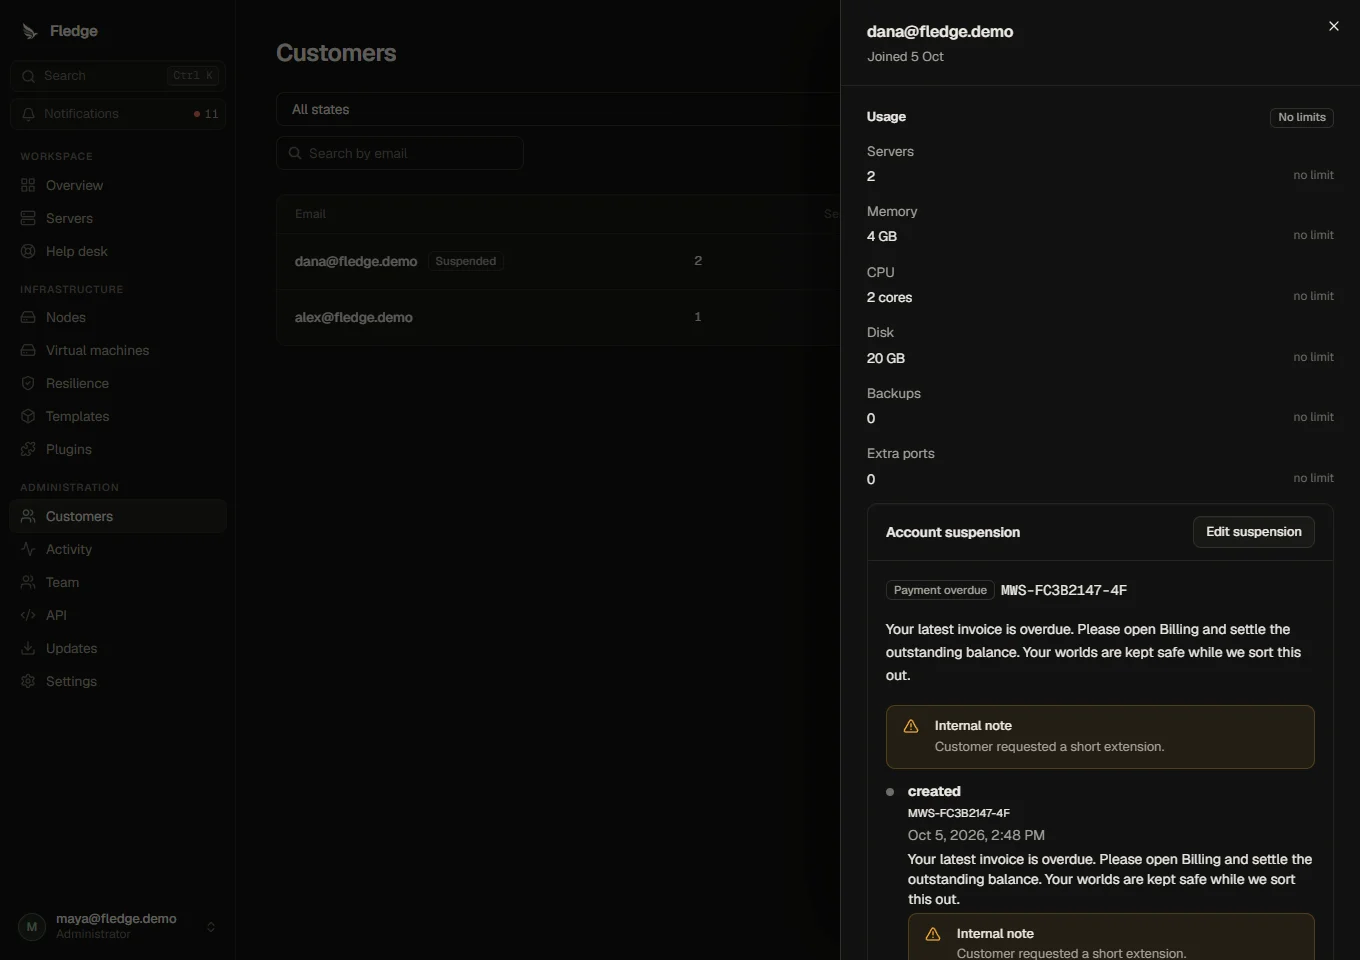 Fledge
Search
Ctrl K
Notifications
11
WORKSPACE
Overview
Servers
Help desk
INFRASTRUCTURE
Nodes
Virtual machines
Resilience
Templates
Plugins
ADMINISTRATION
Customers
Activity
Team
API
Updates
Settings
M
maya@fledge.demo
Administrator
Customers
All states
Search by email
Email
Se
dana@fledge.demo
Suspended
2
alex@fledge.demo
1
dana@fledge.demo
Joined 5 Oct
Usage
No limits
Servers
2
no limit
Memory
4 GB
no limit
CPU
2 cores
no limit
Disk
20 GB
no limit
Backups
0
no limit
Extra ports
0
no limit
Account suspension
Edit suspension
Payment overdue
MWS-FC3B2147-4F
Your latest invoice is overdue. Please open Billing and settle the
outstanding balance. Your worlds are kept safe while we sort this
out.
Internal note
Customer requested a short extension.
created
MWS-FC3B2147-4F
Oct 5, 2026, 2:48 PM
Your latest invoice is overdue. Please open Billing and settle the
outstanding balance. Your worlds are kept safe while we sort
this out.
Internal note
Customer requested a short extension.